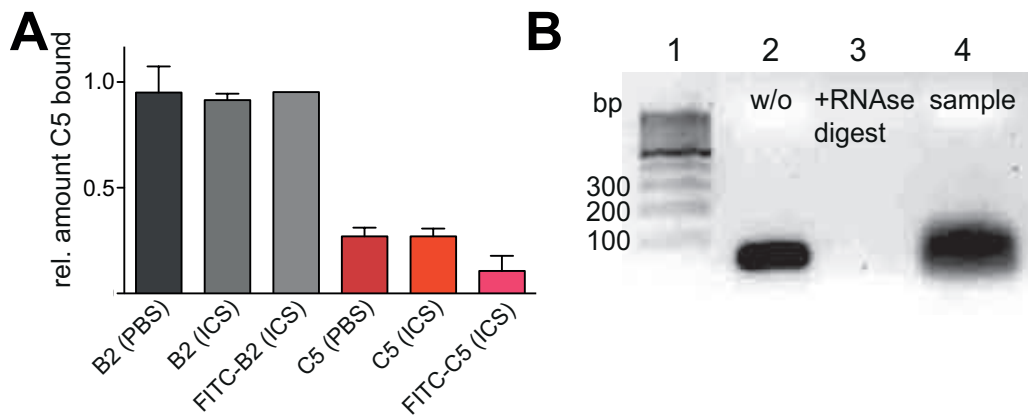 A
rel. amount C5 bound
1.0
0.5
B2 (PBS)
B2 (ICS)
FITC-B2 (ICS)
C5 (PBS)
C5 (ICS)
FITC-C5 (ICS)
B
1 2 3 4
bp w/o +RNAse sample
digest
300
200
100